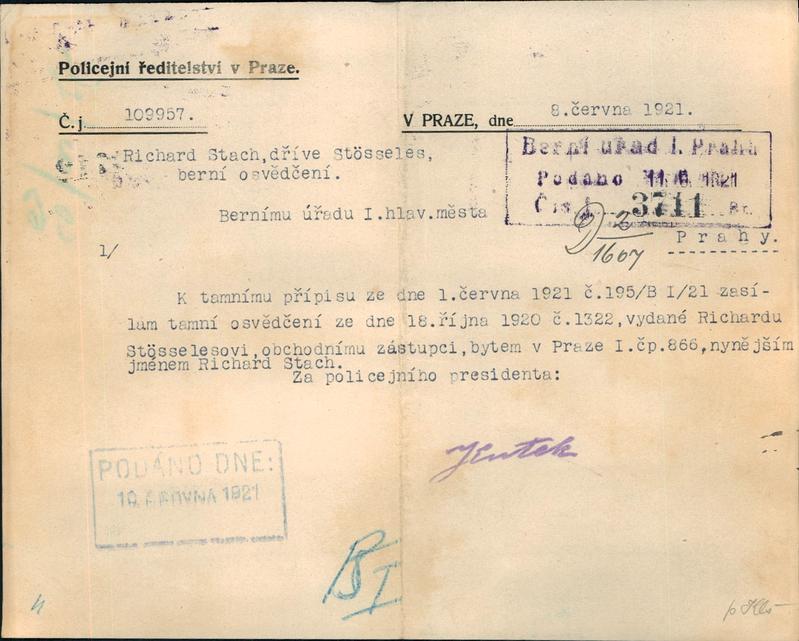 Policejní ředitelství v Praze.
Č.j. 109957.
V PRAZE, dne 8.června 1921.
Richard Stach,dříve Stösseles,
berní osvědčení.
Berní úřad I. Praha
Podáno 11.6.1921
Čís. 3711
D 2/1607
Bernímu úřadu I.hlav.města
Prahy.
1/
K tamnímu přípisu ze dne 1.června 1921 č.195/B I/21 zasí-
lám tamní osvědčení ze dne 18.října 1920 č.1322,vydané Richardu
Stösselesovi,obchodnímu zástupci,bytem v Praze I.čp.866,nynějším
jménem Richard Stach.
Za policejního presidenta:
PODÁNO DNE:
10. ČERVNA 1921
B I